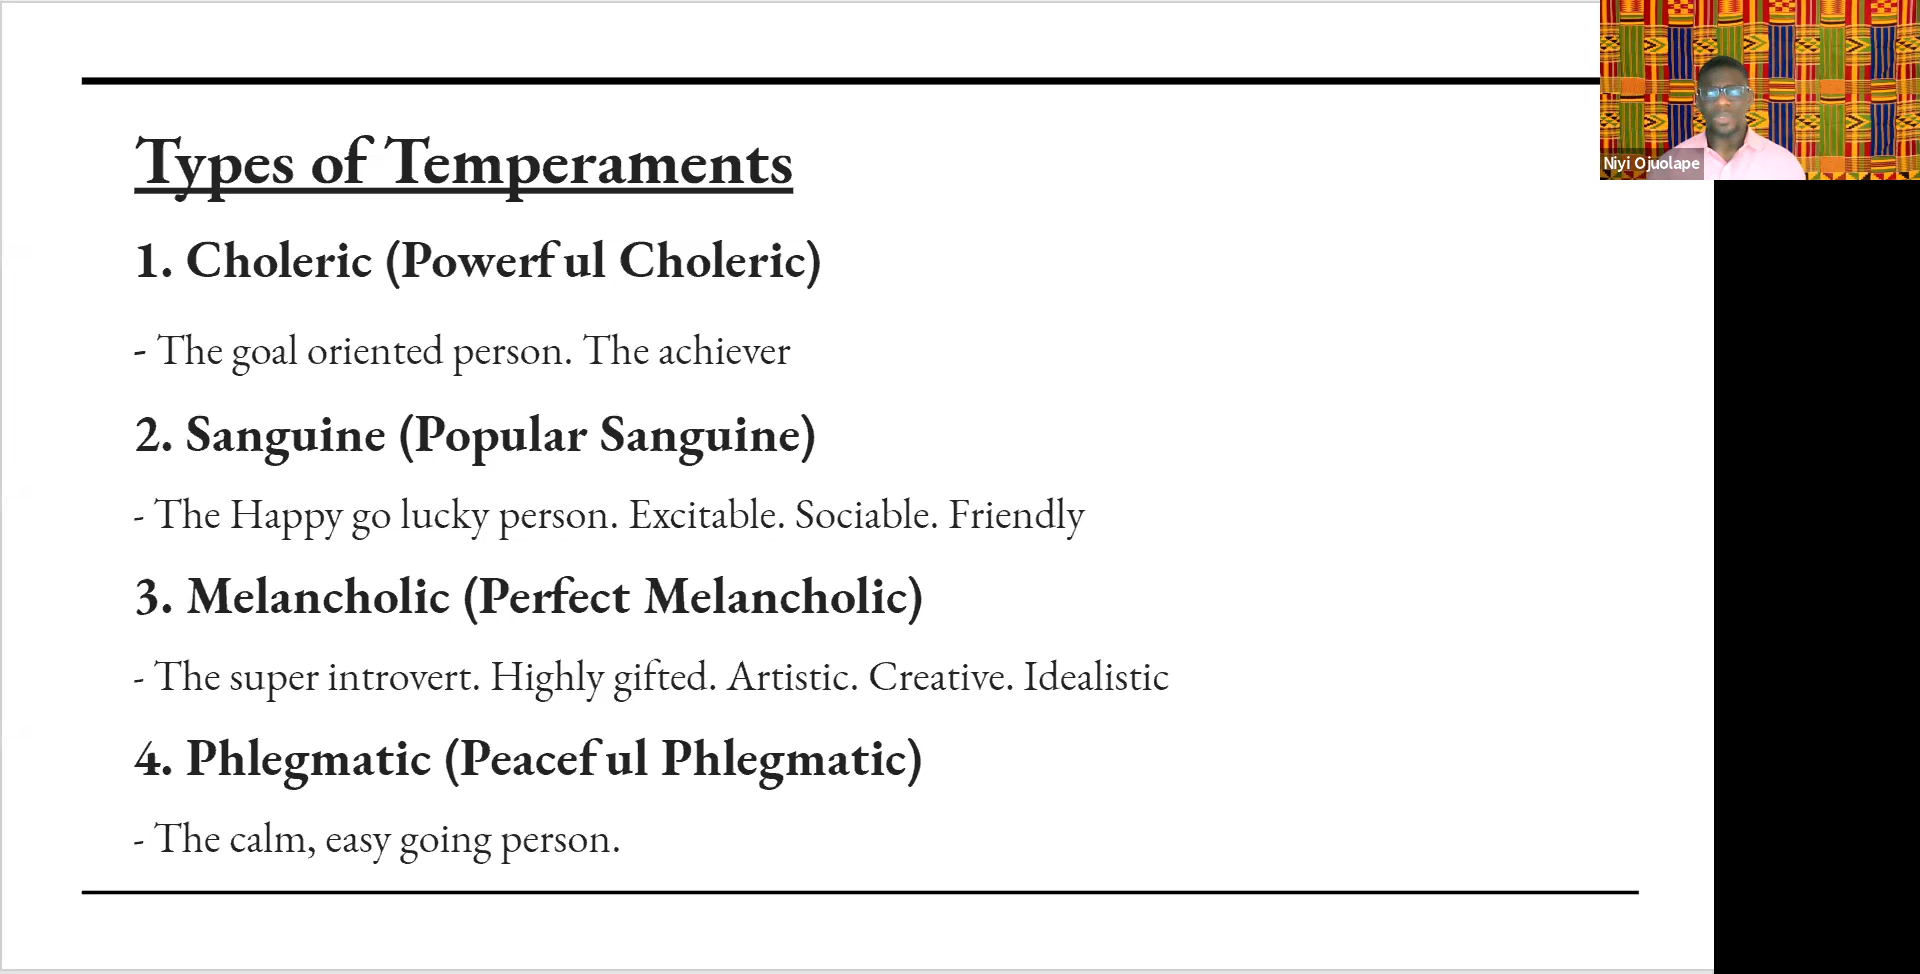 Types of Temperaments
1. Choleric (Powerful Choleric)
- The goal oriented person. The achiever
2. Sanguine (Popular Sanguine)
- The Happy go lucky person. Excitable. Sociable. Friendly
3. Melancholic (Perfect Melancholic)
- The super introvert. Highly gifted. Artistic. Creative. Idealistic
4. Phlegmatic (Peaceful Phlegmatic)
- The calm, easy going person.
Niyi Ojuolape